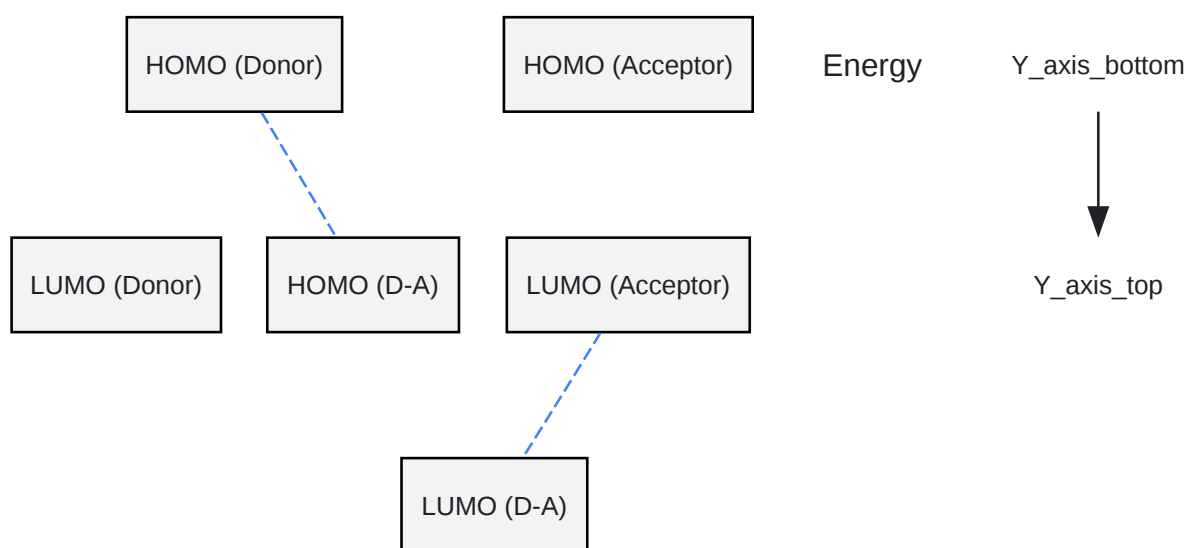 HOMO (Donor)
HOMO (Acceptor)
Energy
Y_axis_bottom
LUMO (Donor)
HOMO (D-A)
LUMO (Acceptor)
Y_axis_top
LUMO (D-A)